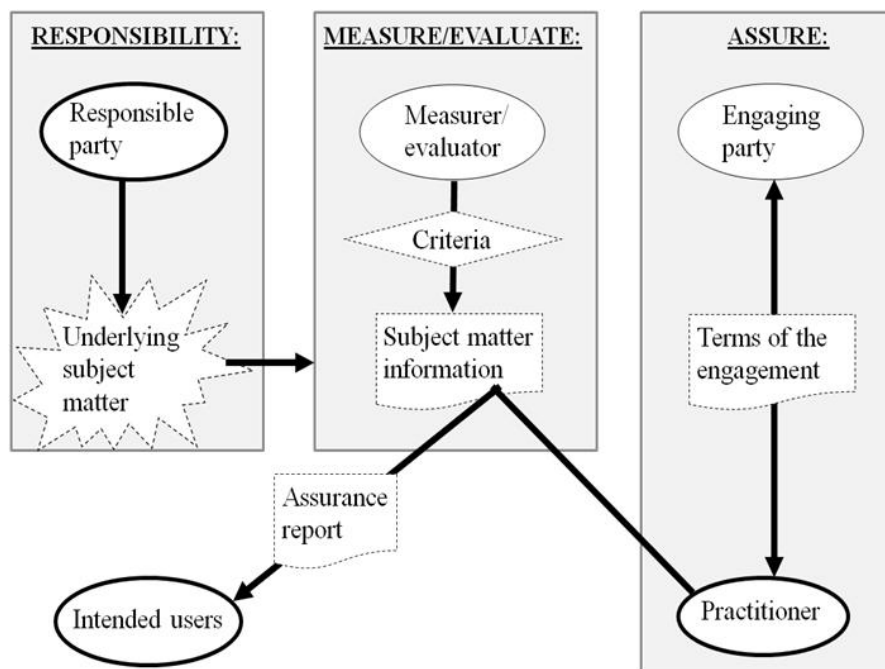 RESPONSIBILITY:
Responsible
party
Underlying
subject
matter
MEASURE/EVALUATE:
Measurer/
evaluator
Criteria
Subject matter
information
ASSURE:
Engaging
party
Terms of the
engagement
Assurance
report
Intended users
Practitioner